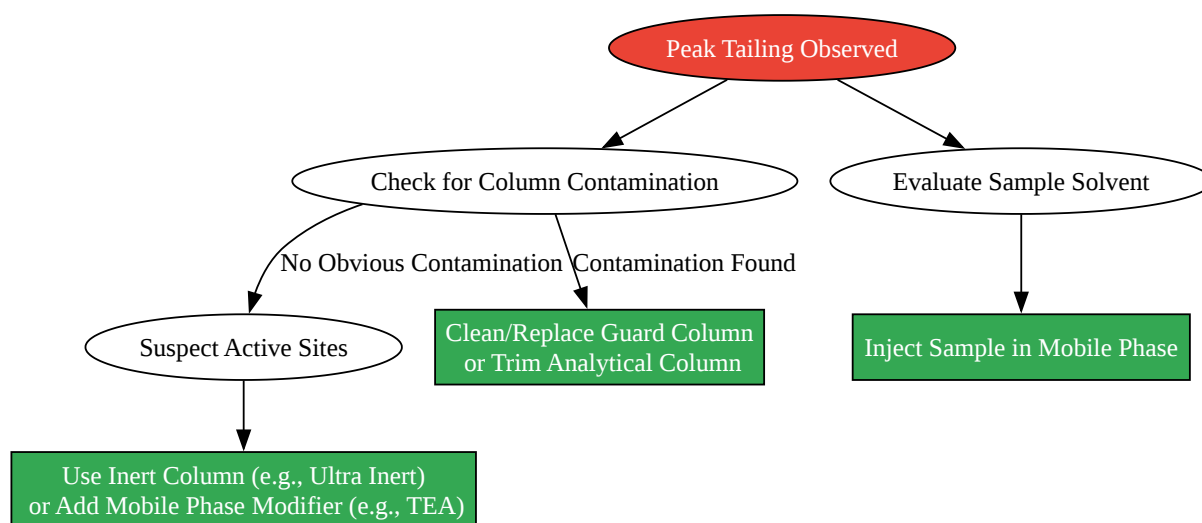 Peak Tailing Observed
Check for Column Contamination
Evaluate Sample Solvent
No Obvious Contamination
Contamination Found
Suspect Active Sites
Clean/Replace Guard Column
or Trim Analytical Column
Inject Sample in Mobile Phase
Use Inert Column (e.g., Ultra Inert)
or Add Mobile Phase Modifier (e.g., TEA)